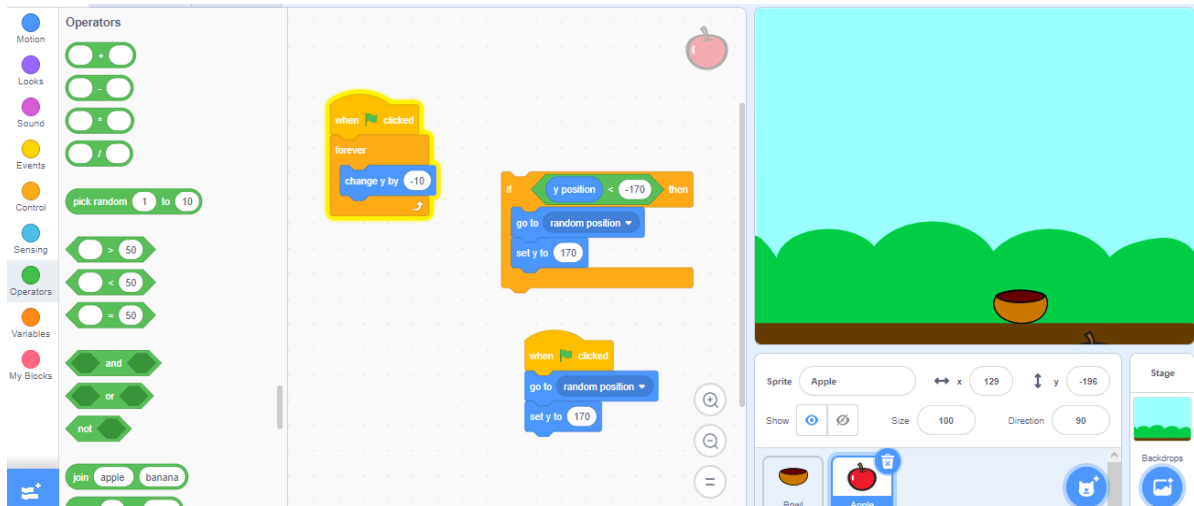 Motion
Looks
Sound
Events
Control
Sensing
Operators
Variables
My Blocks
Operators
+
-
*
/
pick random 1 to 10
> 50
< 50
= 50
and
or
not
join apple banana
when clicked
forever
change y by -10
if y position < -170 then
go to random position
set y to 170
when clicked
go to random position
set y to 170
Sprite Apple x 129 y -196
Show Size 100 Direction 90
Bowl
Apple
Stage
Backdrops